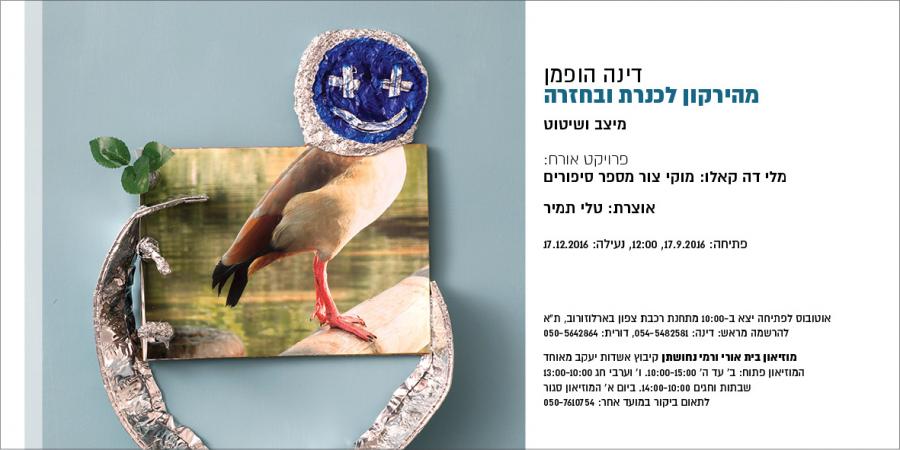 דינה הופמן
מהירקון לכנרת ובחזרה
מיצב ושיטוט
פרויקט אורח:
מלי דה קאלו: מוקי צור מספר סיפורים
אוצרת: טלי תמיר
פתיחה: 17.9.2016, 12:00, נעילה: 17.12.2016
אוטובוס לפתיחה יצא ב-10:00 מתחנת רכבת צפון בארלוזורוב, ת"א
להרשמה מראש: דינה: 054-5482581, דורית: 050-5642864
מוזיאון בית אורי ורמי נחושתן קיבוץ אשדות יעקב מאוחד
המוזיאון פתוח: ב' עד ה' 10:00-15:00. ו' וערבי חג 13:00-10:00
שבתות וחגים 14:00-10:00. ביום א' המוזיאון סגור
לתאום ביקור במועד אחר: 050-7610754